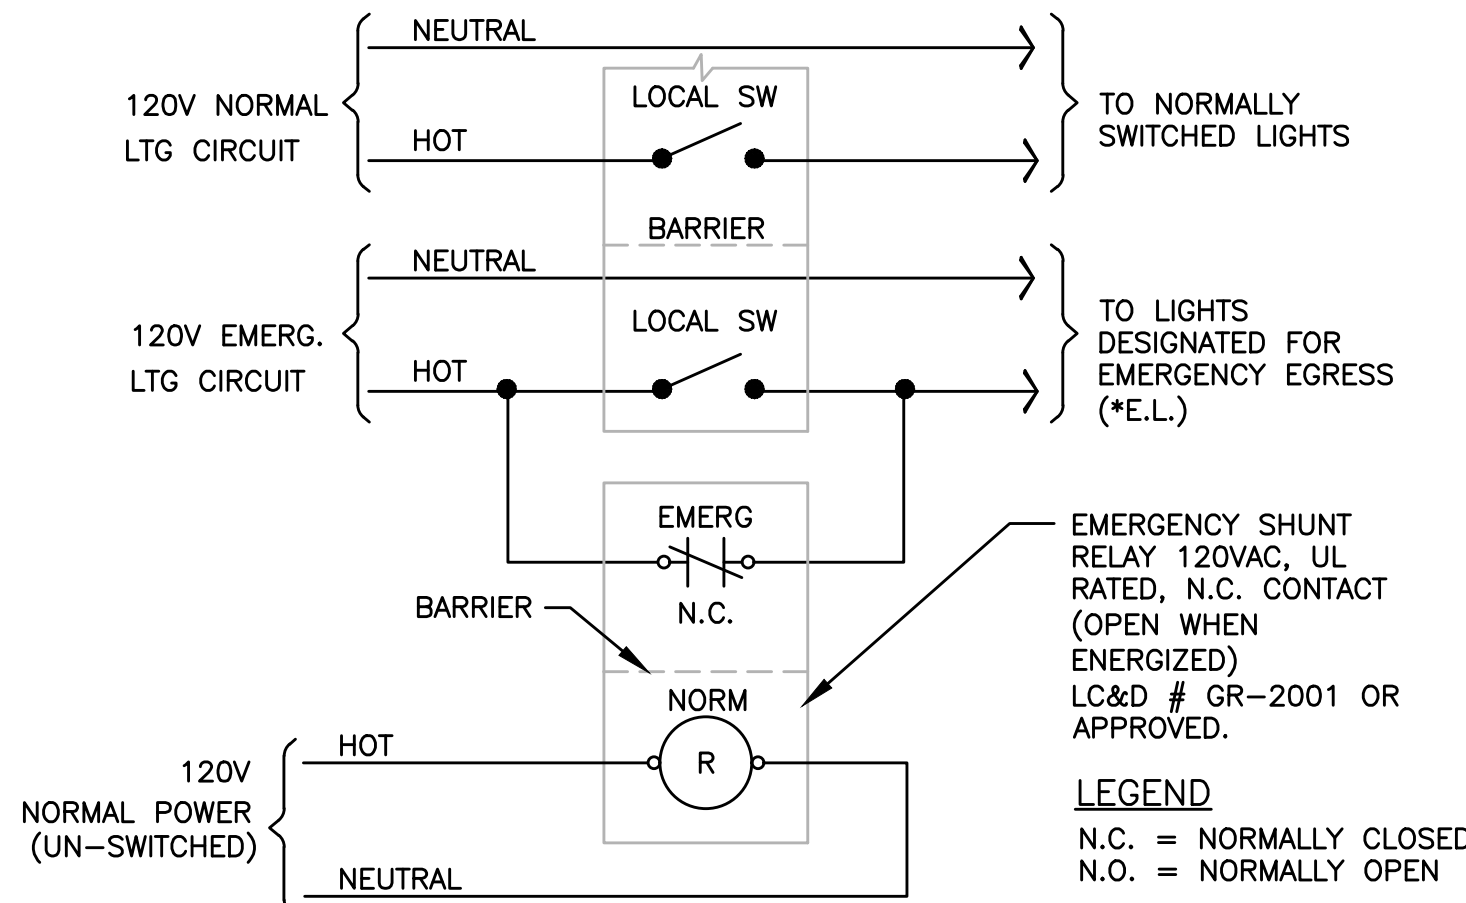 NEUTRAL
120V NORMAL
LTG CIRCUIT
HOT
LOCAL SW
TO NORMALLY
SWITCHED LIGHTS
BARRIER
NEUTRAL
120V EMERG.
LTG CIRCUIT
HOT
LOCAL SW
TO LIGHTS
DESIGNATED FOR
EMERGENCY EGRESS
(*E.L.)
EMERG
N.C.
BARRIER
EMERGENCY SHUNT
RELAY 120VAC, UL
RATED, N.C. CONTACT
(OPEN WHEN
ENERGIZED)
LC&D # GR-2001 OR
APPROVED.
NORM
R
HOT
120V
NORMAL POWER
(UN-SWITCHED)
NEUTRAL
LEGEND
N.C. = NORMALLY CLOSED
N.O. = NORMALLY OPEN